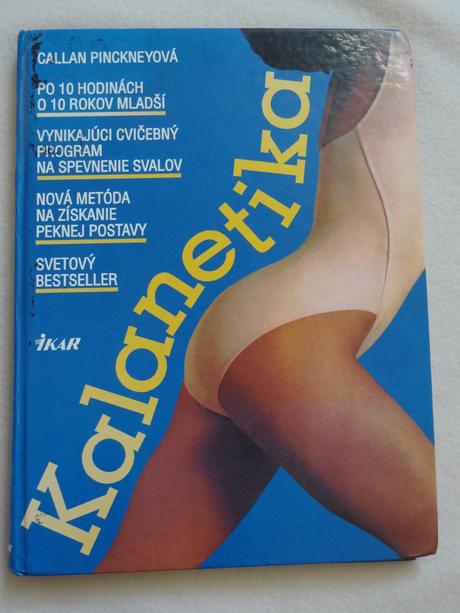 CALLAN PINCKNEYOVÁ
PO 10 HODINÁCH
O 10 ROKOV MLADŠÍ
VYNIKAJÚCI CVIČEBNÝ
PROGRAM
NA SPEVNENIE SVALOV
NOVÁ METÓDA
NA ZÍSKANIE
PEKNEJ POSTAVY
SVETOVÝ
BESTSELLER
IKAR
Kalanetika